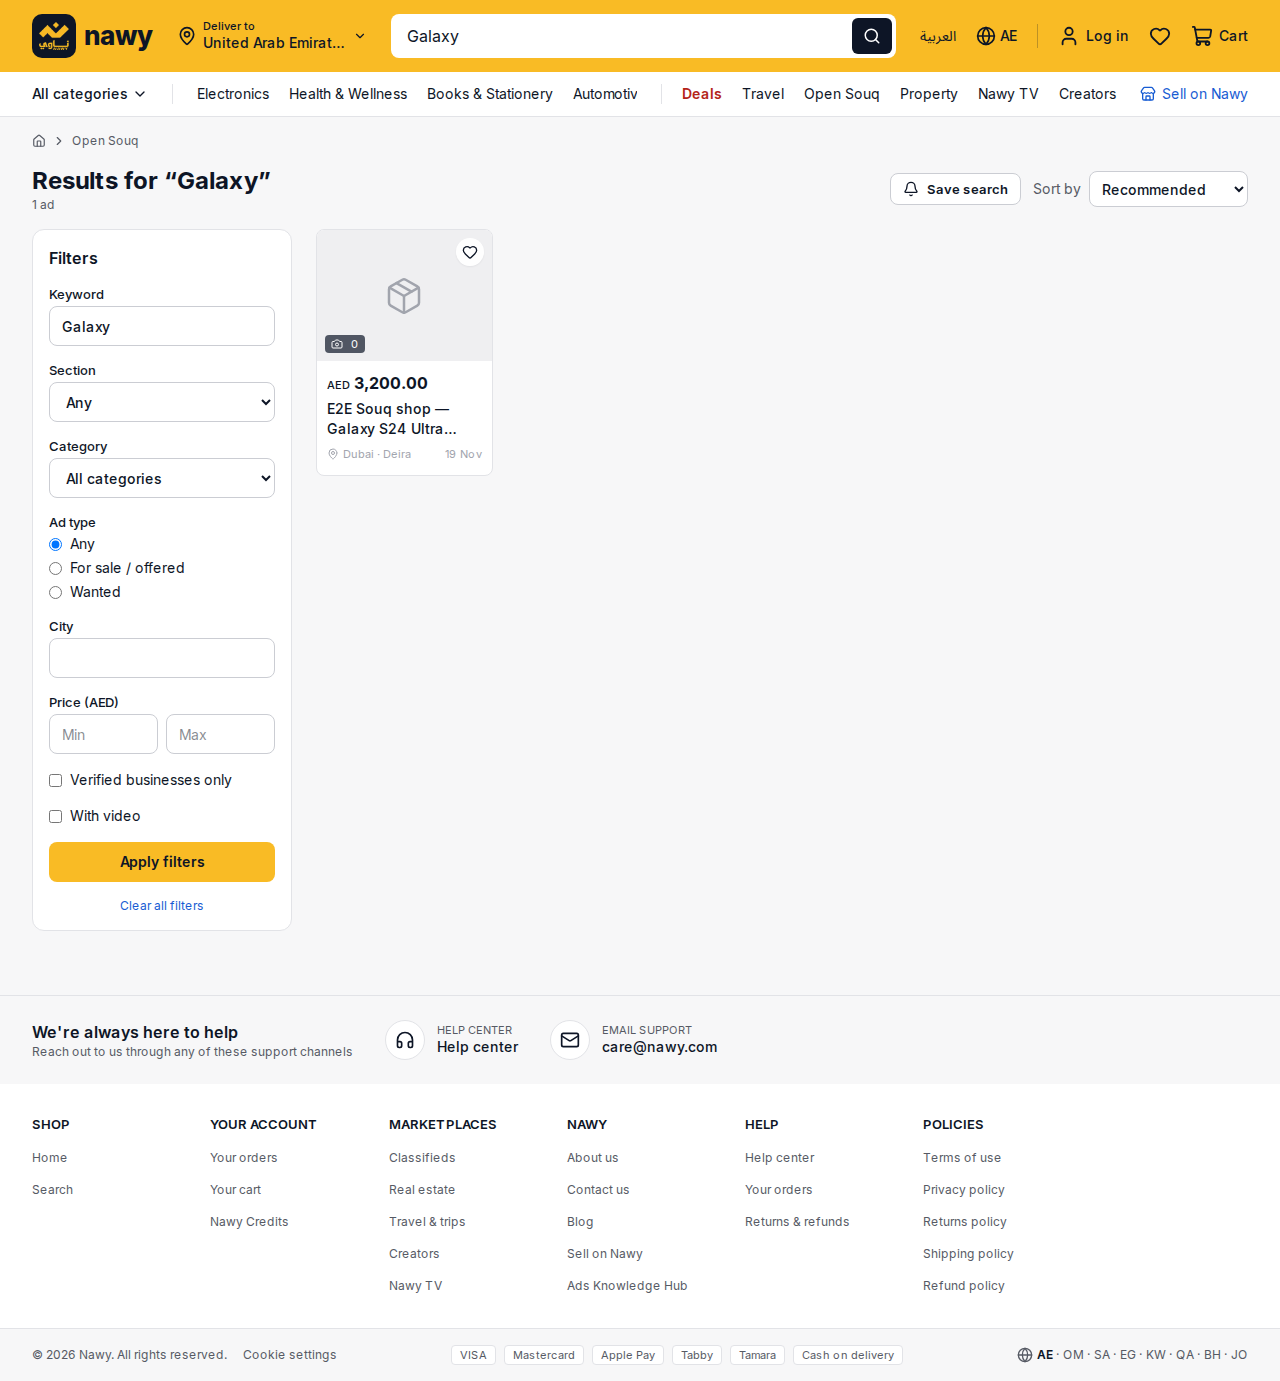 نــاوي
NAWY
nawy
Deliver to
United Arab Emirat...
Galaxy
العربية
AE
Log in
Cart
All categories
Electronics
Health & Wellness
Books & Stationery
Automotiv
Deals
Travel
Open Souq
Property
Nawy TV
Creators
Sell on Nawy
Open Souq
Results for “Galaxy”
1 ad
Save search
Sort by
Recommended
Filters
Keyword
Galaxy
Section
Any
Category
All categories
Ad type
Any
For sale / offered
Wanted
City
Price (AED)
Min
Max
Verified businesses only
With video
Apply filters
Clear all filters
0
AED 3,200.00
E2E Souq shop —
Galaxy S24 Ultra...
Dubai · Deira
19 Nov
We're always here to help
Reach out to us through any of these support channels
HELP CENTER
Help center
EMAIL SUPPORT
care@nawy.com
SHOP
Home
Search
YOUR ACCOUNT
Your orders
Your cart
Nawy Credits
MARKETPLACES
Classifieds
Real estate
Travel & trips
Creators
Nawy TV
NAWY
About us
Contact us
Blog
Sell on Nawy
Ads Knowledge Hub
HELP
Help center
Your orders
Returns & refunds
POLICIES
Terms of use
Privacy policy
Returns policy
Shipping policy
Refund policy
© 2026 Nawy. All rights reserved.
Cookie settings
VISA
Mastercard
Apple Pay
Tabby
Tamara
Cash on delivery
AE · OM · SA · EG · KW · QA · BH · JO